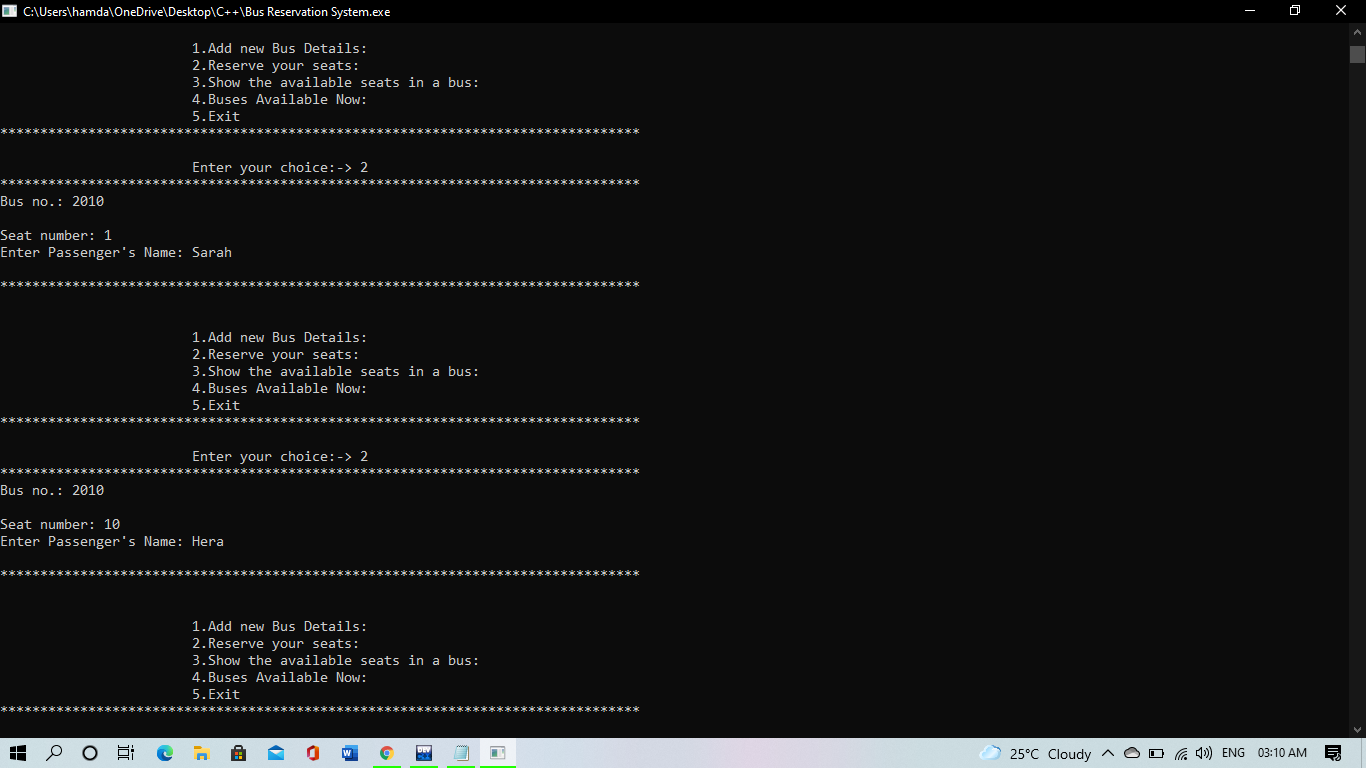 C:\Users\hamda\OneDrive\Desktop\C++\Bus Reservation System.exe
1.Add new Bus Details:
2.Reserve your seats:
3.Show the available seats in a bus:
4.Buses Available Now:
5.Exit
********************************************************************************
Enter your choice:-> 2
********************************************************************************
Bus no.: 2010
Seat number: 1
Enter Passenger's Name: Sarah
********************************************************************************
1.Add new Bus Details:
2.Reserve your seats:
3.Show the available seats in a bus:
4.Buses Available Now:
5.Exit
********************************************************************************
Enter your choice:-> 2
********************************************************************************
Bus no.: 2010
Seat number: 10
Enter Passenger's Name: Hera
********************************************************************************
1.Add new Bus Details:
2.Reserve your seats:
3.Show the available seats in a bus:
4.Buses Available Now:
5.Exit
********************************************************************************
W DEV 25°C Cloudy ENG 03:10 AM